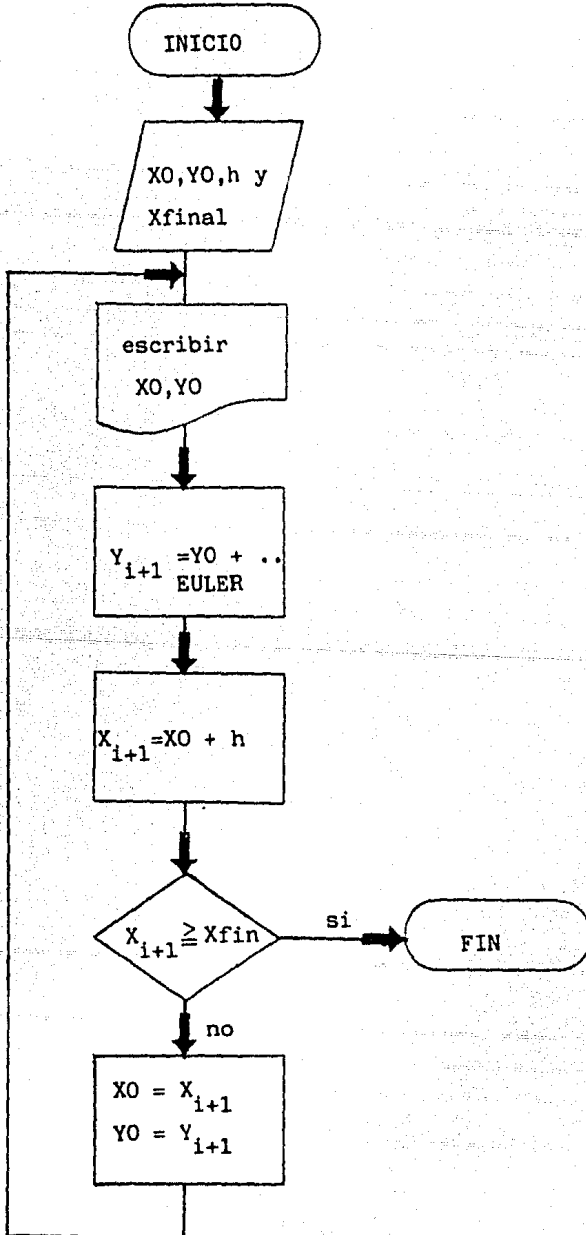 INICIO
X0,Y0,h y
Xfinal
escribir
X0,Y0
Y i+1 =Y0 + ..
EULER
X i+1 =X0 + h
X i+1 ≧ Xfin
si
FIN
no
X0 = X i+1
Y0 = Y i+1